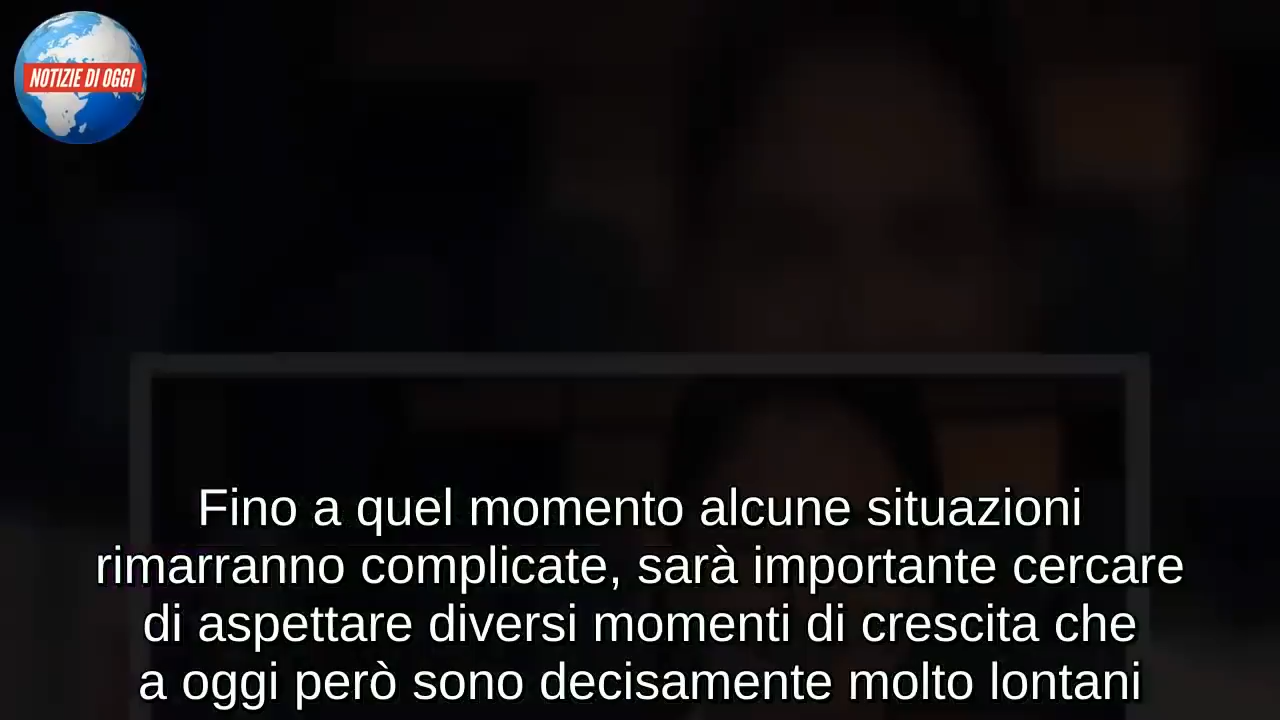 NOTIZIE DI OGGI
Fino a quel momento alcune situazioni
rimarranno complicate, sarà importante cercare
di aspettare diversi momenti di crescita che
a oggi però sono decisamente molto lontani